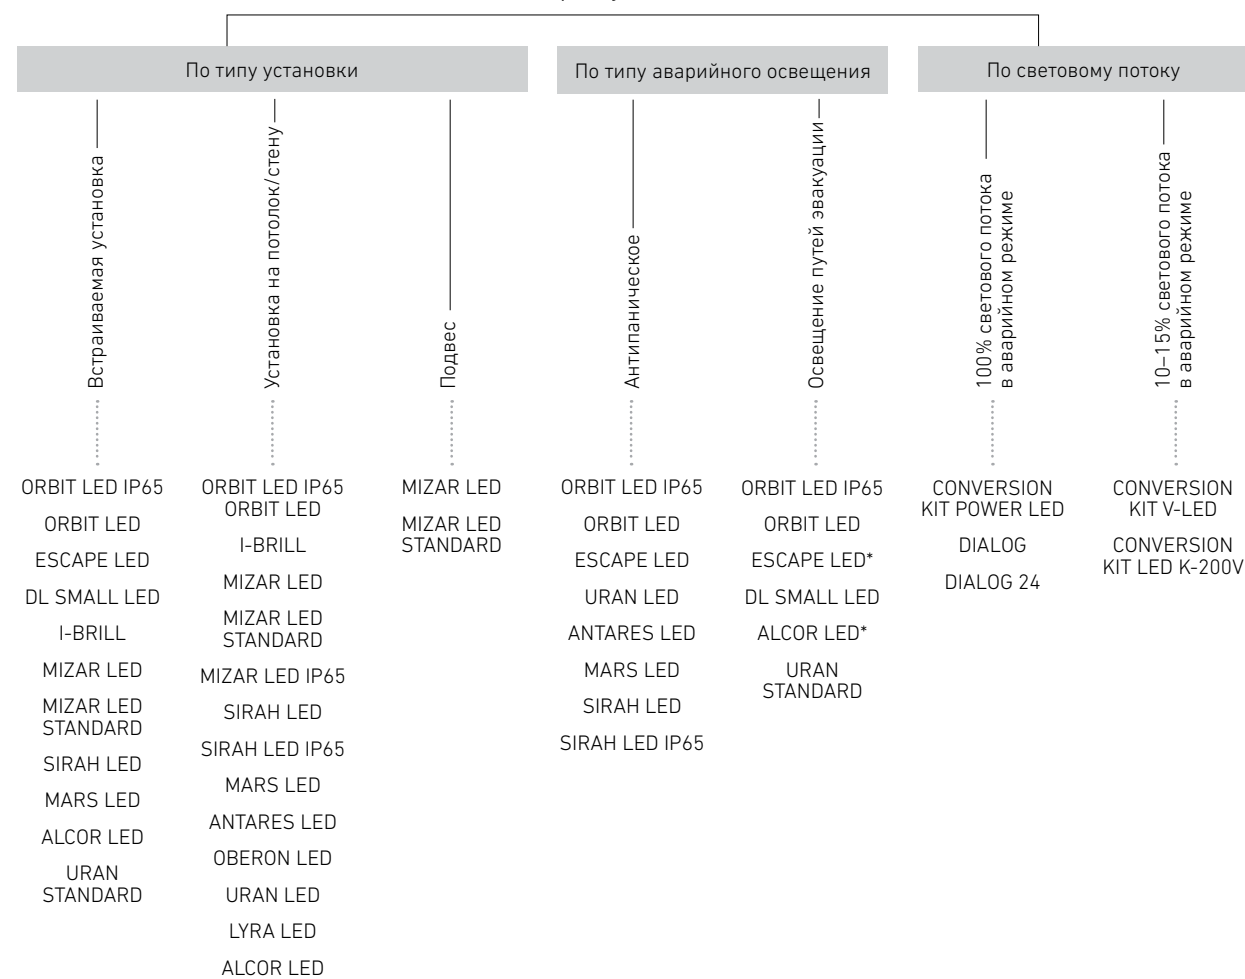 По типу установки
По типу аварийного освещения
По световому потоку
Встраиваемая установка
Установка на потолок/стену
Подвес
Антипаническое
Освещение путей эвакуации
100% светового потока
в аварийном режиме
10–15% светового потока
в аварийном режиме
ORBIT LED IP65
ORBIT LED
ESCAPE LED
DL SMALL LED
I-BRILL
MIZAR LED
MIZAR LED
STANDARD
SIRAH LED
MARS LED
ALCOR LED
URAN
STANDARD
ORBIT LED IP65
ORBIT LED
I-BRILL
MIZAR LED
MIZAR LED
STANDARD
MIZAR LED IP65
SIRAH LED
SIRAH LED IP65
MARS LED
ANTARES LED
OBERON LED
URAN LED
LYRA LED
ALCOR LED
MIZAR LED
MIZAR LED
STANDARD
ORBIT LED IP65
ORBIT LED
ESCAPE LED
URAN LED
ANTARES LED
MARS LED
SIRAH LED
SIRAH LED IP65
ORBIT LED IP65
ORBIT LED
ESCAPE LED*
DL SMALL LED
ALCOR LED*
URAN
STANDARD
CONVERSION
KIT POWER LED
DIALOG
DIALOG 24
CONVERSION
KIT V-LED
CONVERSION
KIT LED K-200V